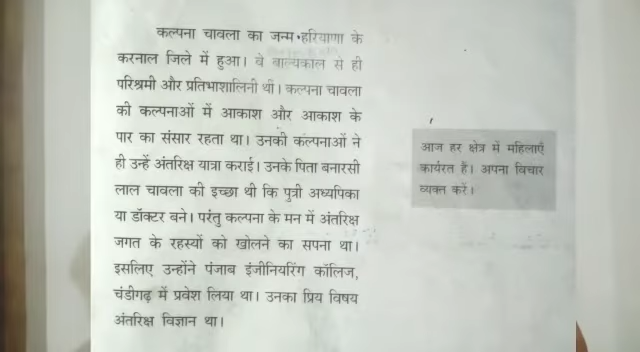 कल्पना चावला का जन्म हरियाणा के
करनाल जिले में हुआ। वे बाल्यकाल से ही
परिश्रमी और प्रतिभाशालिनी थीं। कल्पना चावला
की कल्पनाओं में आकाश और आकाश के
पार का संसार रहता था। उनकी कल्पनाओं ने
ही उन्हें अंतरिक्ष यात्रा कराई। उनके पिता बनारसी
लाल चावला की इच्छा थी कि पुत्री अध्यपिका
या डॉक्टर बने। परंतु कल्पना के मन में अंतरिक्ष
जगत के रहस्यों को खोलने का सपना था।
इसलिए उन्होंने पंजाब इंजीनियरिंग कॉलिज,
चंडीगढ़ में प्रवेश लिया था। उनका प्रिय विषय
अंतरिक्ष विज्ञान था।
आज हर क्षेत्र में महिलाएँ
कार्यरत हैं। अपना विचार
व्यक्त करें।